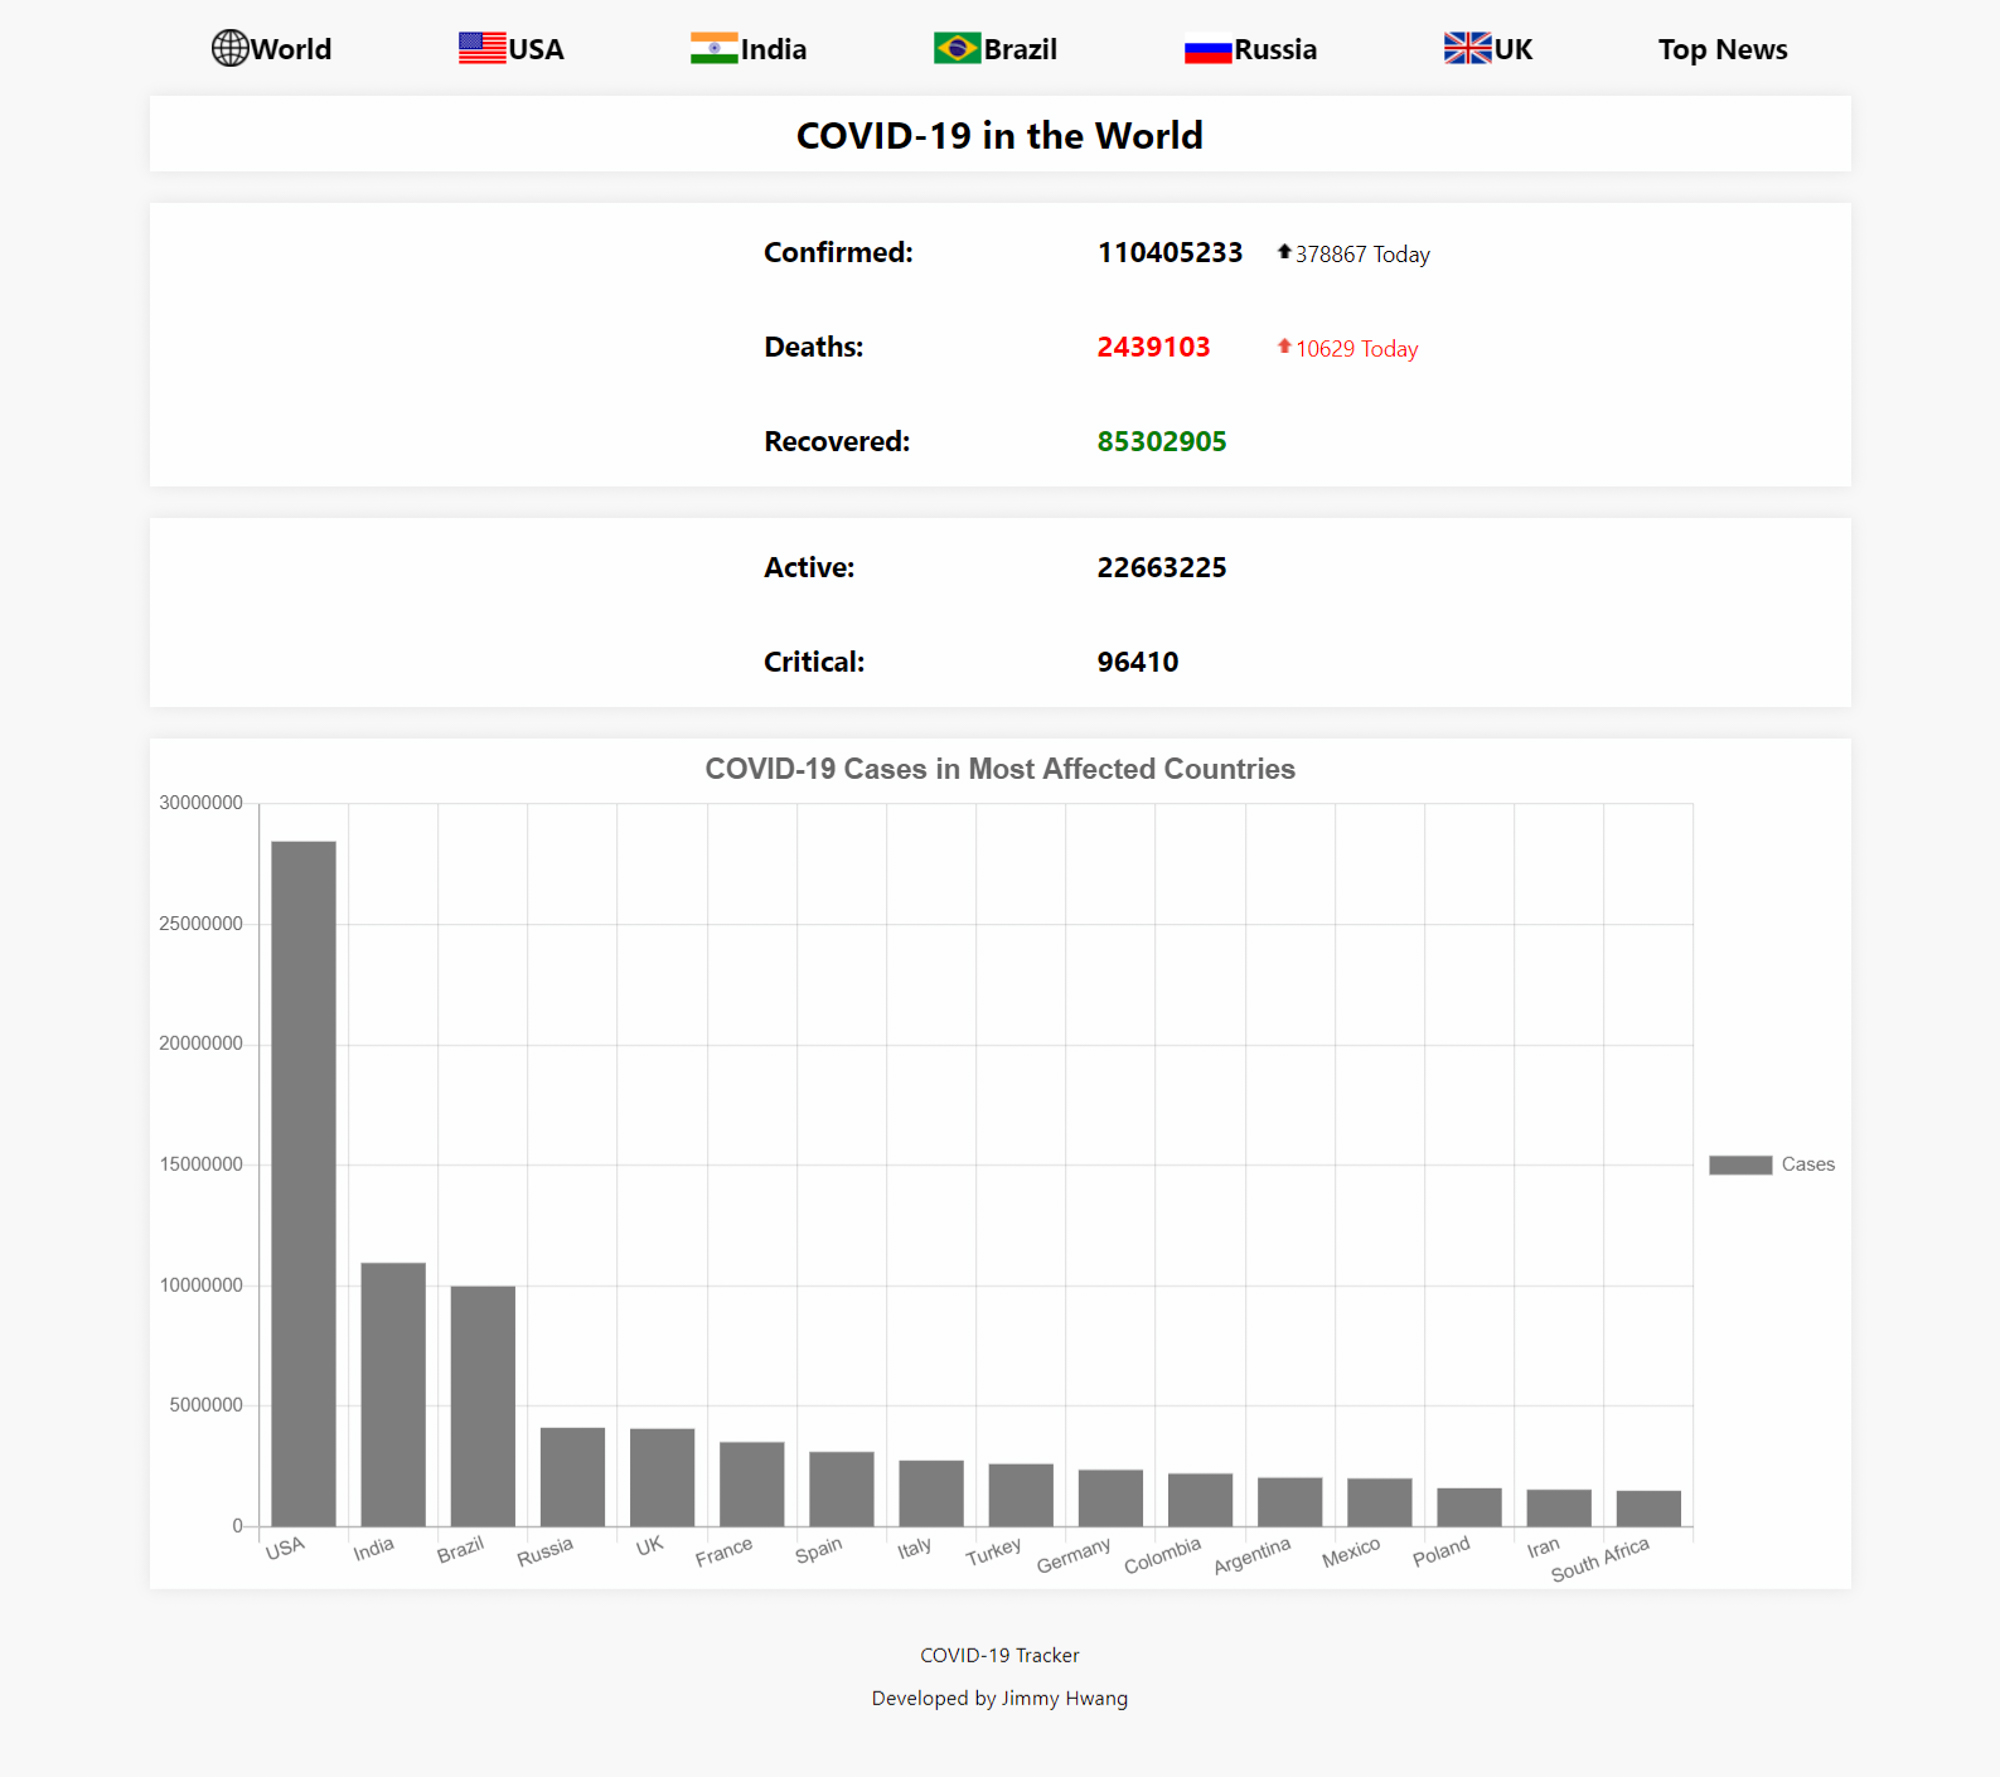 World USA India Brazil Russia UK Top News
COVID-19 in the World
Confirmed: 110405233 378867 Today
Deaths: 2439103 10629 Today
Recovered: 85302905
Active: 22663225
Critical: 96410
COVID-19 Cases in Most Affected Countries
30000000
25000000
20000000
15000000
10000000
5000000
0
USA India Brazil Russia UK France Spain Italy Turkey Germany Colombia Argentina Mexico Poland Iran South Africa
Cases
COVID-19 Tracker
Developed by Jimmy Hwang